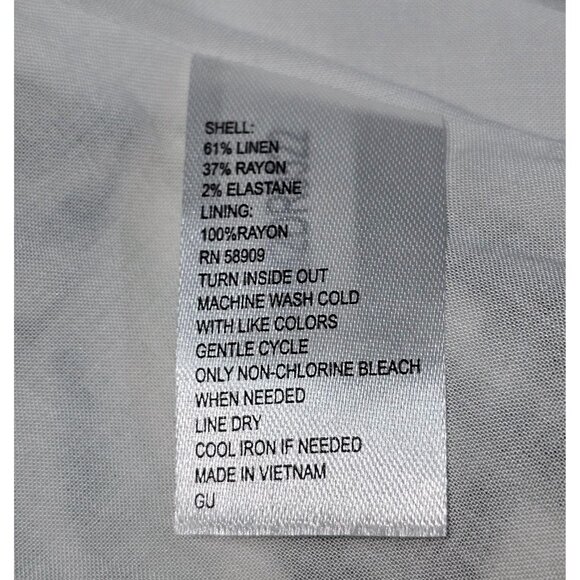 SHELL:
61% LINEN
37% RAYON
2% ELASTANE
LINING:
100%RAYON
RN 58909
TURN INSIDE OUT
MACHINE WASH COLD
WITH LIKE COLORS
GENTLE CYCLE
ONLY NON-CHLORINE BLEACH
WHEN NEEDED
LINE DRY
COOL IRON IF NEEDED
MADE IN VIETNAM
GU